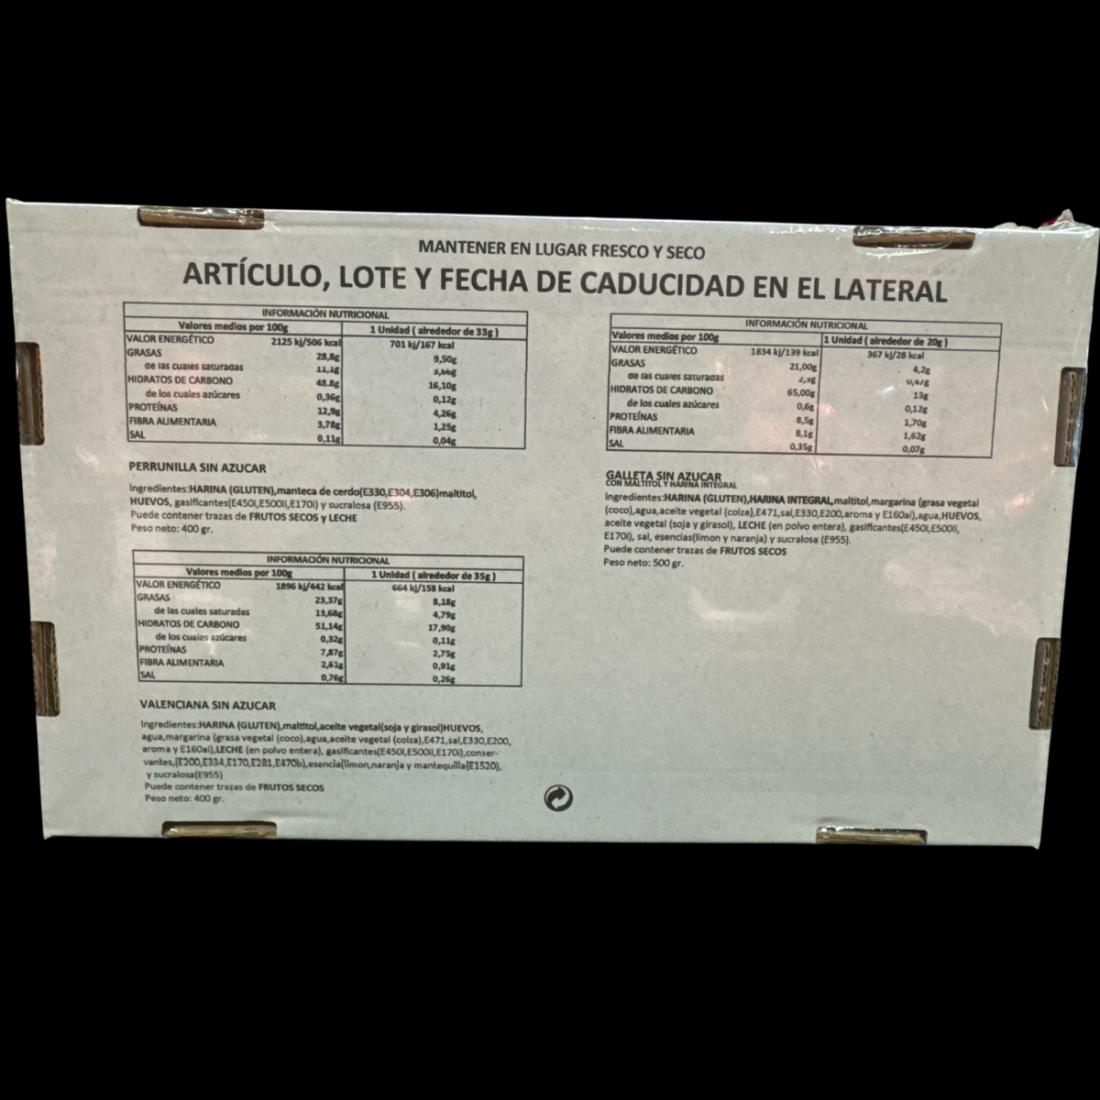 MANTENER EN LUGAR FRESCO Y SECO
ARTÍCULO, LOTE Y FECHA DE CADUCIDAD EN EL LATERAL
INFORMACIÓN NUTRICIONAL
Valores medios por 100g 1 Unidad ( alrededor de 33g )
VALOR ENERGÉTICO 2125 kj/506 kcal 701 kj/167 kcal
GRASAS 28,8g 9,50g
de las cuales saturadas 11,1g 3,66g
HIDRATOS DE CARBONO 48.8g 16,10g
de los cuales azúcares 0,36g 0,12g
PROTEÍNAS 12,9g 4,26g
FIBRA ALIMENTARIA 3,78g 1,25g
SAL 0,11g 0,04g
PERRUNILLA SIN AZUCAR
Ingredientes:HARINA (GLUTEN),manteca de cerdo(E330,E304,E306)maltitol,
HUEVOS, gasificantes(E450i,E500ii,E170i) y sucralosa (E955).
Puede contener trazas de FRUTOS SECOS y LECHE
Peso neto: 400 gr.
INFORMACIÓN NUTRICIONAL
Valores medios por 100g 1 Unidad ( alrededor de 35g )
VALOR ENERGÉTICO 1896 kj/442 kcal 664 kj/158 kcal
GRASAS 23,37g 8,18g
de las cuales saturadas 13,68g 4,79g
HIDRATOS DE CARBONO 51,14g 17,90g
de los cuales azúcares 0,32g 0,11g
PROTEÍNAS 7,87g 2,75g
FIBRA ALIMENTARIA 2,61g 0,91g
SAL 0,76g 0,26g
VALENCIANA SIN AZUCAR
Ingredientes:HARINA (GLUTEN),maltitol,aceite vegetal(soja y girasol)HUEVOS,
agua,margarina (grasa vegetal (coco),agua,aceite vegetal (colza),E471,sal,E330,E200,
aroma y E160ai),LECHE (en polvo entera), gasificantes(E450i,E500ii,E170i),conser-
vantes,(E200,E334,E170,E281,E470b),esencia(limon,naranja y mantequilla(E1520),
y sucralosa(E955)
Puede contener trazas de FRUTOS SECOS
Peso neto: 400 gr.
INFORMACIÓN NUTRICIONAL
Valores medios por 100g 1 Unidad ( alrededor de 20g )
VALOR ENERGÉTICO 1834 kj/139 kcal 367 kj/28 kcal
GRASAS 21,00g 4,2g
de las cuales saturadas
HIDRATOS DE CARBONO 65,00g 13g
de los cuales azúcares 0,6g 0,12g
PROTEÍNAS 8,5g 1,70g
FIBRA ALIMENTARIA 8,1g 1,62g
SAL 0,35g 0,07g
GALLETA SIN AZUCAR
CON MALTITOL Y HARINA INTEGRAL
Ingredientes:HARINA (GLUTEN),HARINA INTEGRAL,maltitol,margarina (grasa vegetal
(coco),agua,aceite vegetal (colza),E471,sal,E330,E200,aroma y E160ai),agua,HUEVOS,
aceite vegetal (soja y girasol), LECHE (en polvo entera), gasificantes(E450i,E500ii,
E170i), sal, esencias(limon y naranja) y sucralosa (E955).
Puede contener trazas de FRUTOS SECOS
Peso neto: 500 gr.